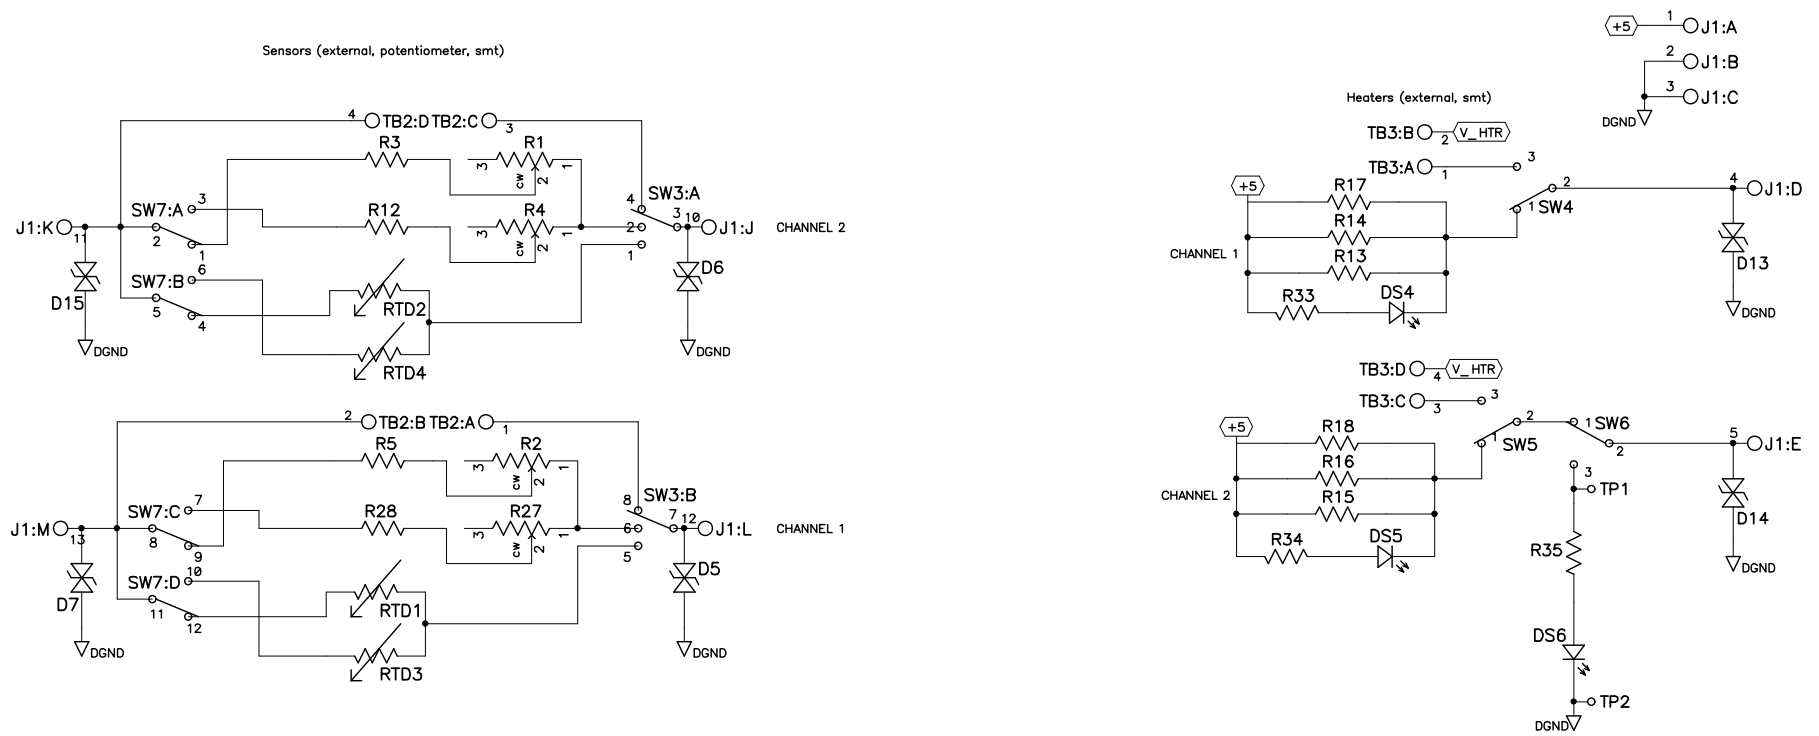 Sensors (external, potentiometer, smt)
4 TB2:D TB2:C 3
R3
3 R1 1
cw 2
SW7:A 3
R12
3 R4 1
cw 2
SW3:A
4
3 10
2
1
J1:K
11
2
1
J1:J
CHANNEL 2
SW7:B 6
5
4
D15
DGND
RTD2
RTD4
D6
DGND
2 TB2:B TB2:A 1
R5
3 R2 1
cw 2
SW7:C 7
R28
3 R27 1
cw 2
SW3:B
8
7 12
6
5
J1:M
13
8
9
J1:L
CHANNEL 1
SW7:D 10
11
12
D7
DGND
RTD1
RTD3
D5
DGND
+5 1 J1:A
2 J1:B
3 J1:C
DGND
Heaters (external, smt)
TB3:B 2 V_HTR
TB3:A 1 3
+5
R17
R14
R13
R33 DS4
CHANNEL 1
2
1 SW4
4 J1:D
D13
DGND
TB3:D 4 V_HTR
TB3:C 3 3
+5
R18
R16
R15
R34 DS5
CHANNEL 2
2
1 SW5
1 SW6
2
3
5 J1:E
D14
DGND
TP1
R35
DS6
TP2
DGND